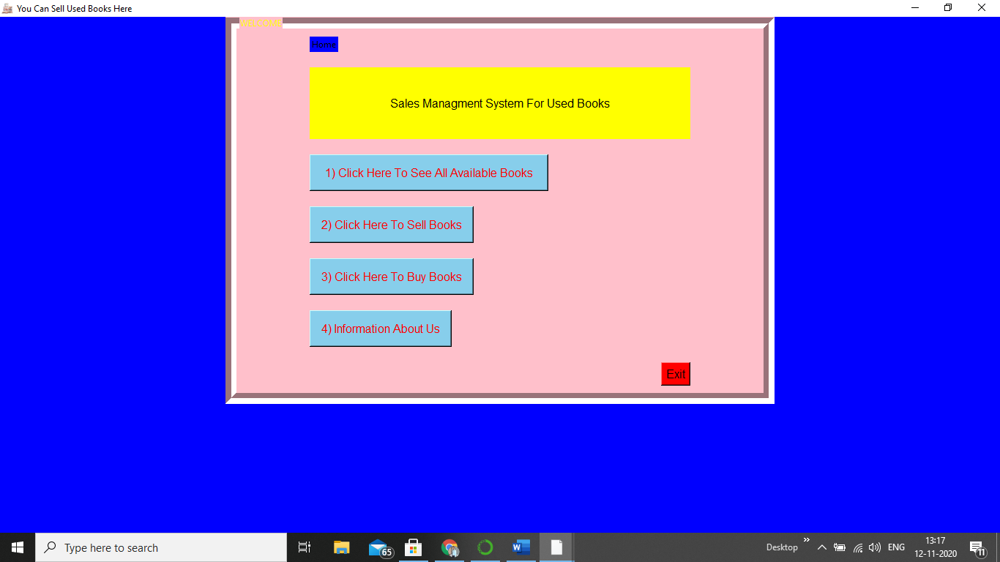 You Can Sell Used Books Here
WELCOME
Home
Sales Managment System For Used Books
1) Click Here To See All Available Books
2) Click Here To Sell Books
3) Click Here To Buy Books
4) Information About Us
Exit
Type here to search
65
W
Desktop
ENG
13:17
12-11-2020
11